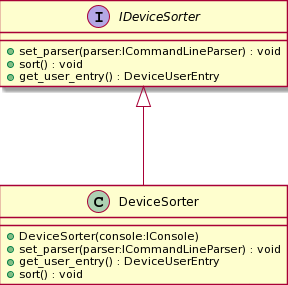 I IDeviceSorter
set_parser(parser:ICommandLineParser) : void
sort() : void
get_user_entry() : DeviceUserEntry
C DeviceSorter
DeviceSorter(console:IConsole)
set_parser(parser:ICommandLineParser) : void
get_user_entry() : DeviceUserEntry
sort() : void